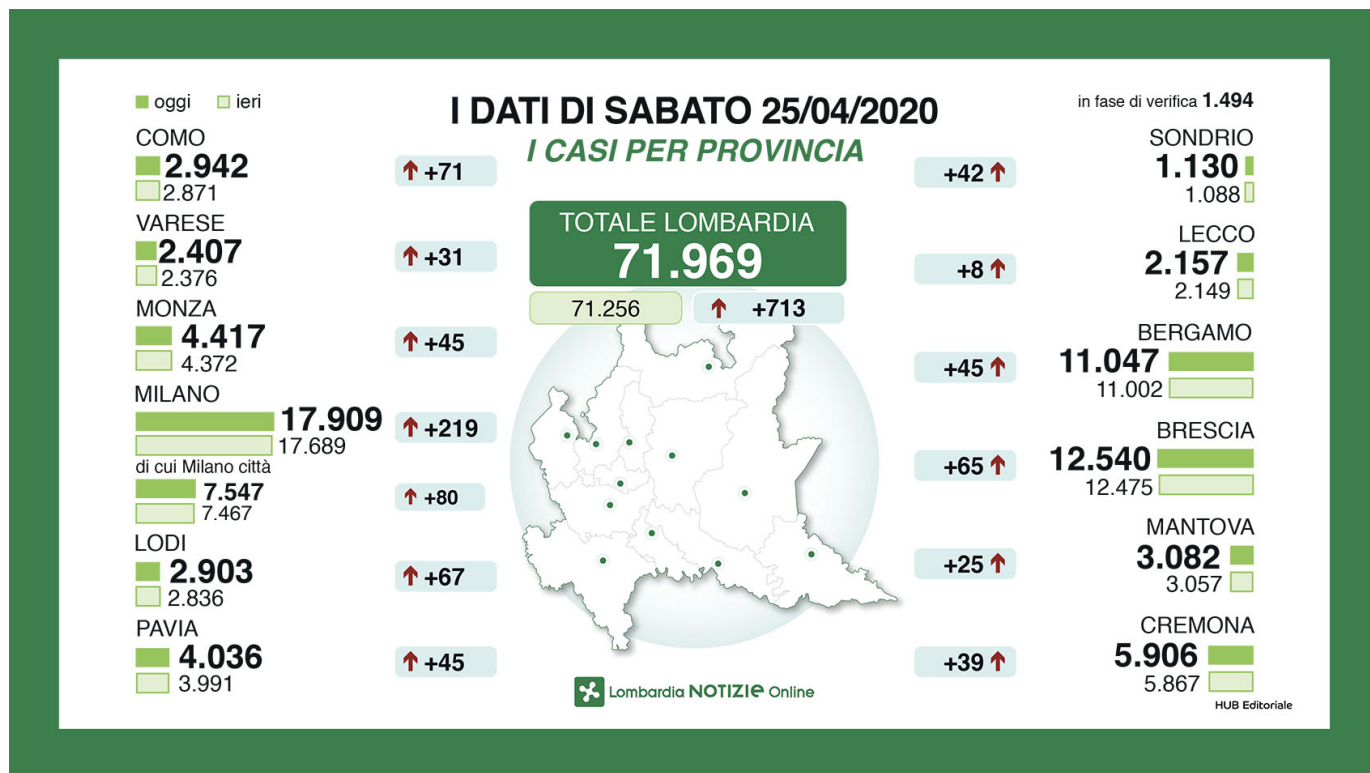 oggi
ieri
I DATI DI SABATO 25/04/2020
I CASI PER PROVINCIA
in fase di verifica 1.494
COMO
2.942
2.871
+71
VARESE
2.407
2.376
+31
MONZA
4.417
4.372
+45
MILANO
17.909
17.689
+219
di cui Milano città
7.547
7.467
+80
LODI
2.903
2.836
+67
PAVIA
4.036
3.991
+45
TOTALE LOMBARDIA
71.969
71.256
+713
SONDRIO
1.130
1.088
+42
LECCO
2.157
2.149
+8
BERGAMO
11.047
11.002
+45
BRESCIA
12.540
12.475
+65
MANTOVA
3.082
3.057
+25
CREMONA
5.906
5.867
+39
Lombardia NOTIZIe Online
HUB Editoriale